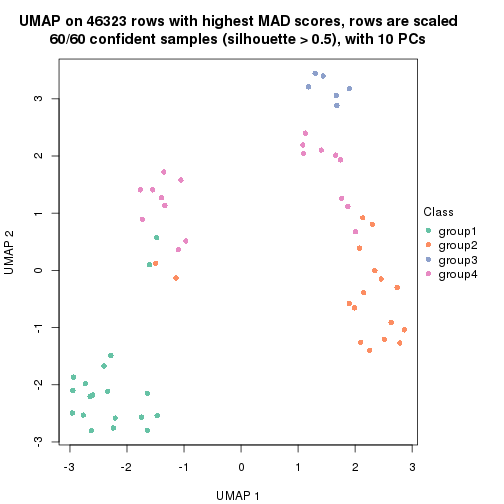 UMAP on 46323 rows with highest MAD scores, rows are scaled
60/60 confident samples (silhouette > 0.5), with 10 PCs
3
2
1
0
-1
-2
-3
UMAP 2
-3 -2 -1 0 1 2 3
UMAP 1
Class
group1
group2
group3
group4